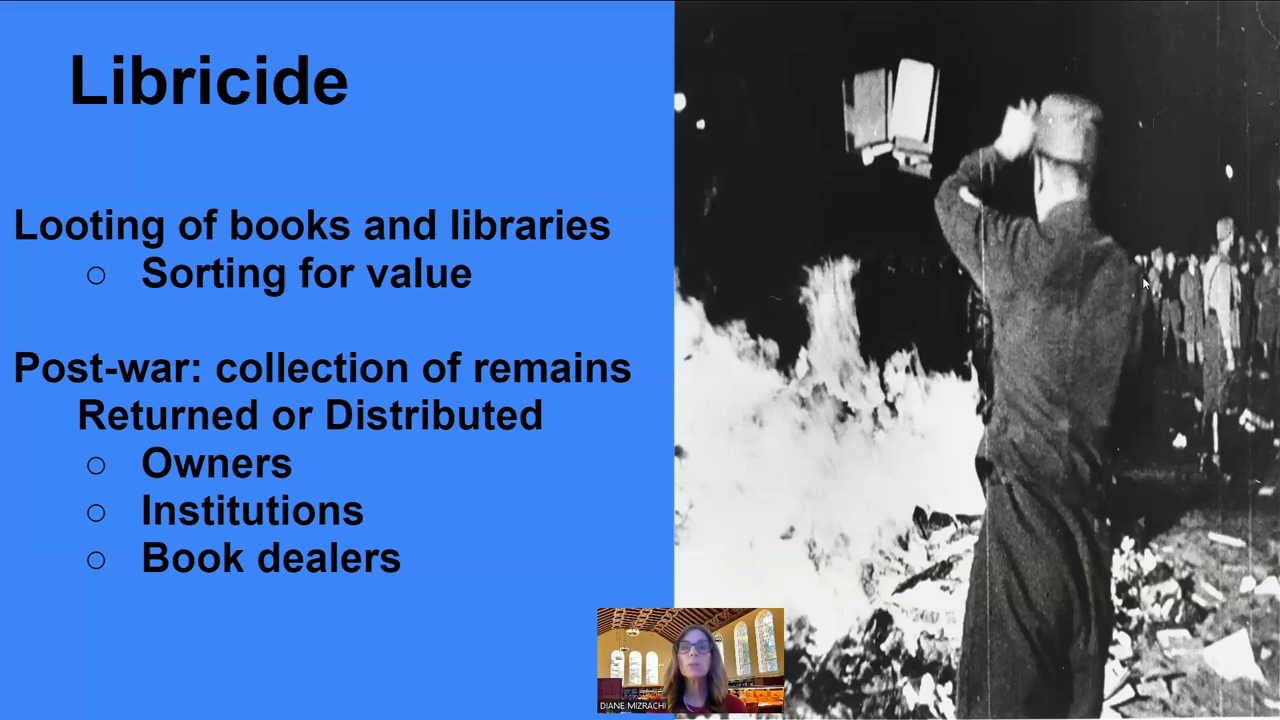 Libricide
Looting of books and libraries
○ Sorting for value
Post-war: collection of remains
Returned or Distributed
○ Owners
○ Institutions
○ Book dealers
DIANE MIZRACHI